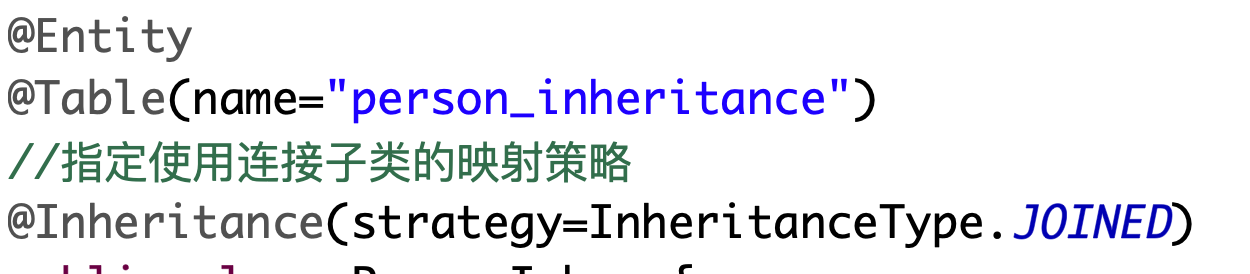 @Entity
@Table(name="person_inheritance")
//指定使用连接子类的映射策略
@Inheritance(strategy=InheritanceType.JOINED)